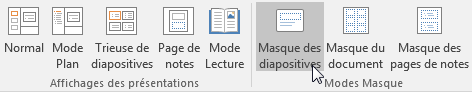 Normal Mode Trieuse de Page de Mode Masque des Masque du Masque des
Plan diapositives notes Lecture diapositives document pages de notes
Affichages des présentations Modes Masque